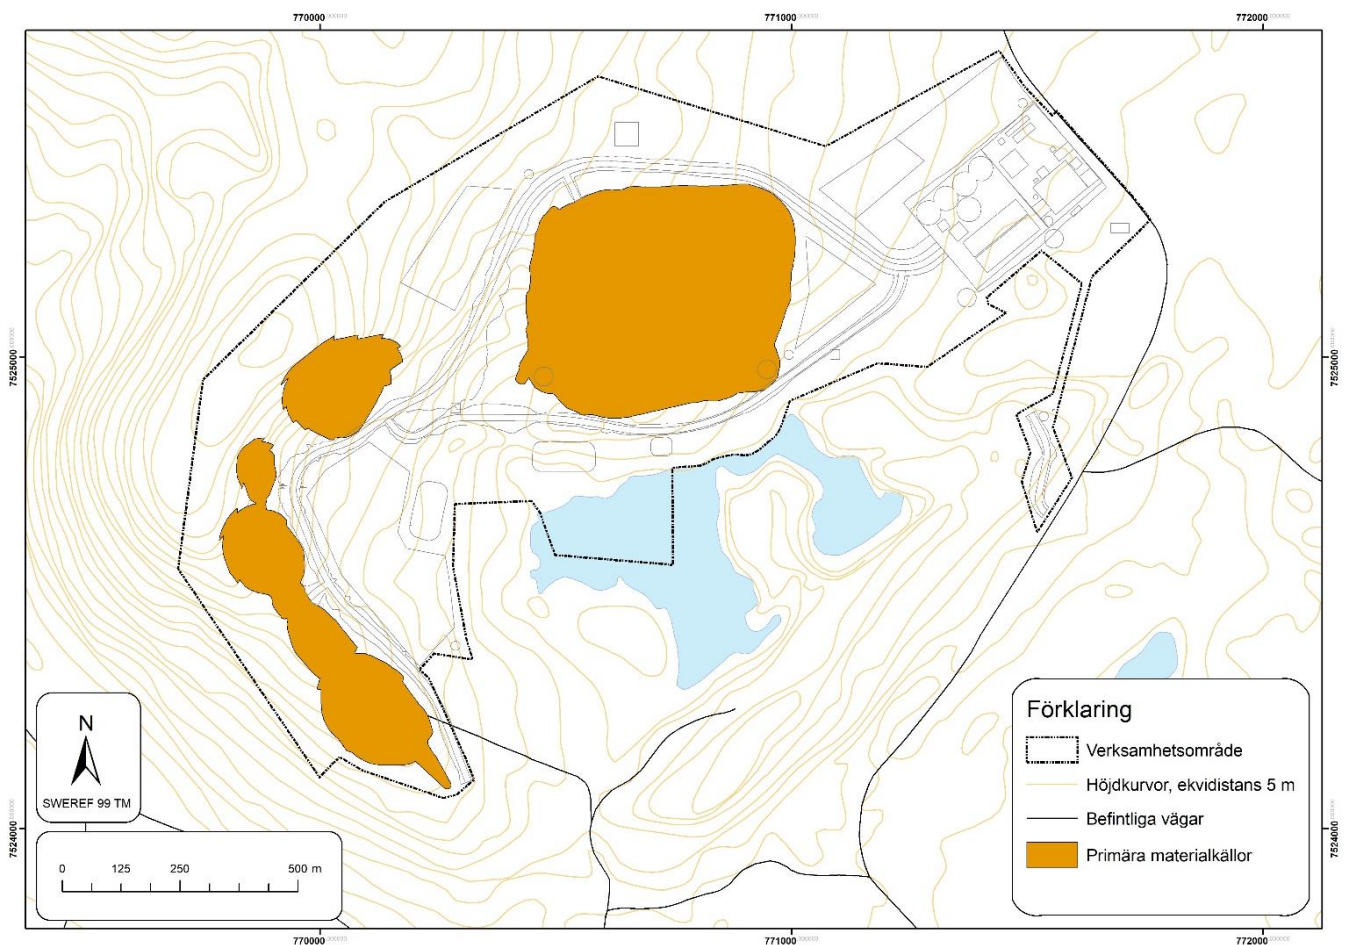 770000 771000 772000
7525000 7525000
Förklaring
Verksamhetsområde
Höjdkurvor, ekvidistans 5 m
Befintliga vägar
Primära materialkällor
N
SWEREF 99 TM
7524000 7524000
0 125 250 500 m
770000 771000 772000